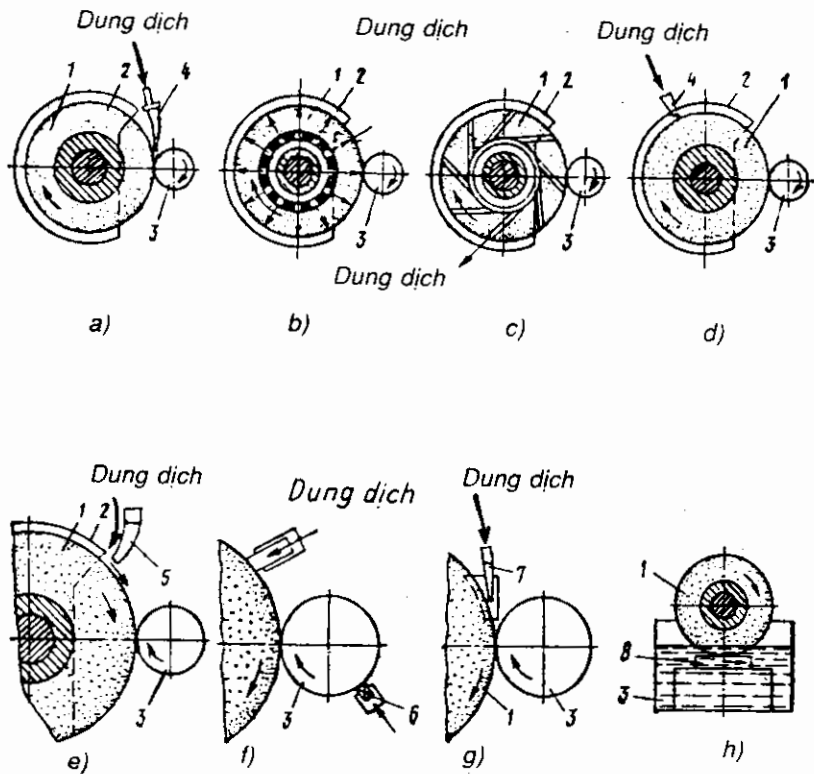 Dung dịch
Dung dịch
Dung dịch
1 2 4
3
a)
1 2
3
b)
1 2
3
Dung dịch
c)
4 2 1
3
d)
Dung dịch
1 2
5
3
e)
Dung dịch
3
6
f)
Dung dịch
7
1
3
g)
1
8
3
h)